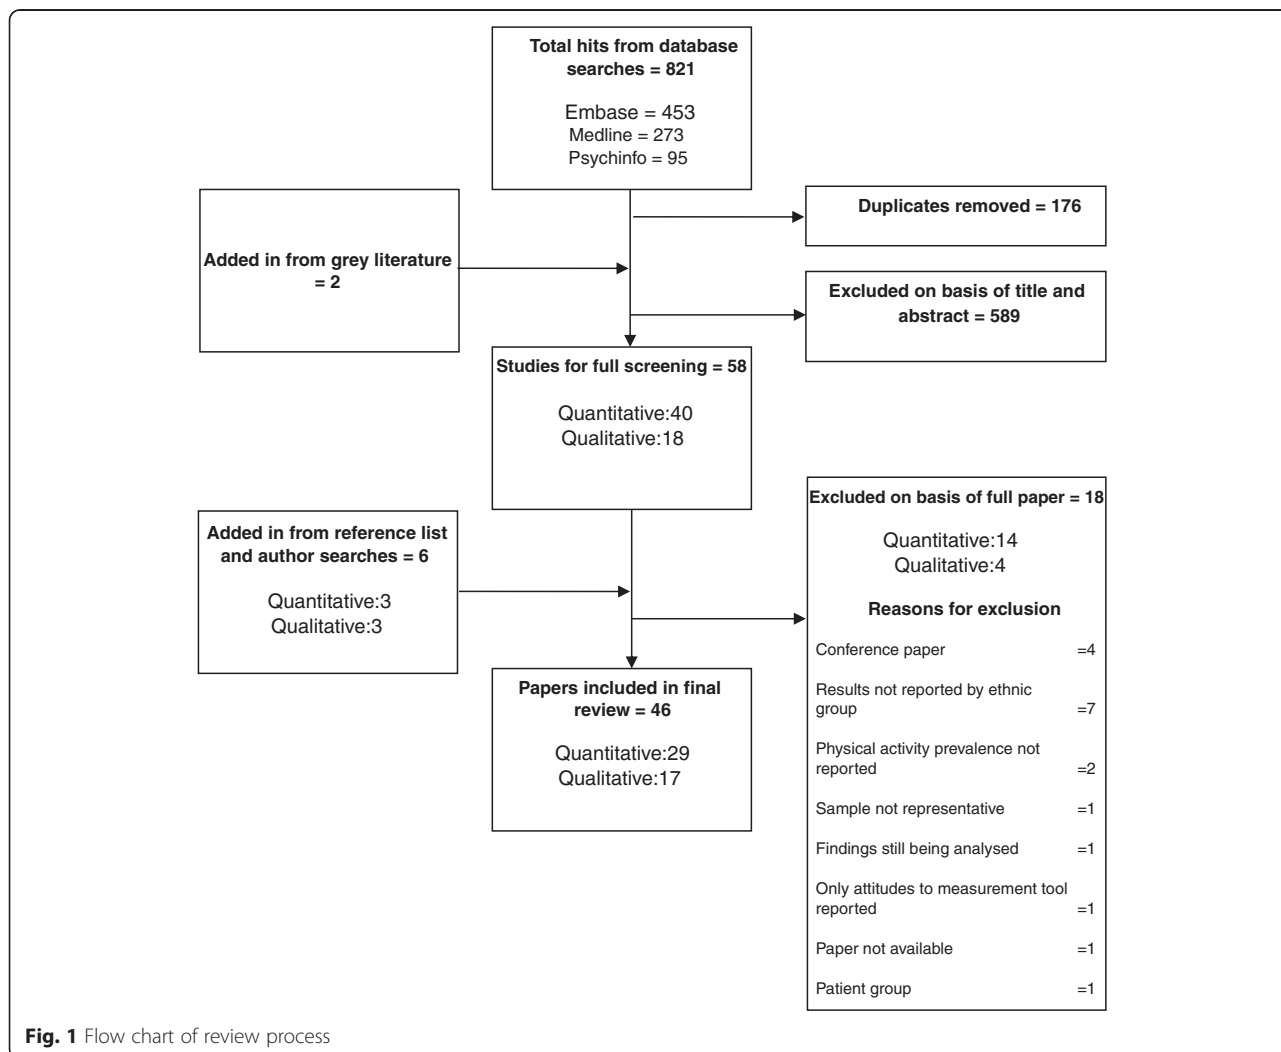 Total hits from database
searches = 821
Embase = 453
Medline = 273
Psychinfo = 95
Duplicates removed = 176
Added in from grey literature
= 2
Excluded on basis of title and
abstract = 589
Studies for full screening = 58
Quantitative:40
Qualitative:18
Added in from reference list
and author searches = 6
Quantitative:3
Qualitative:3
Excluded on basis of full paper = 18
Quantitative:14
Qualitative:4
Reasons for exclusion
Conference paper =4
Results not reported by ethnic
group =7
Physical activity prevalence not
reported =2
Sample not representative =1
Findings still being analysed =1
Only attitudes to measurement tool
reported =1
Paper not available =1
Patient group =1
Papers included in final
review = 46
Quantitative:29
Qualitative:17
Fig. 1 Flow chart of review process